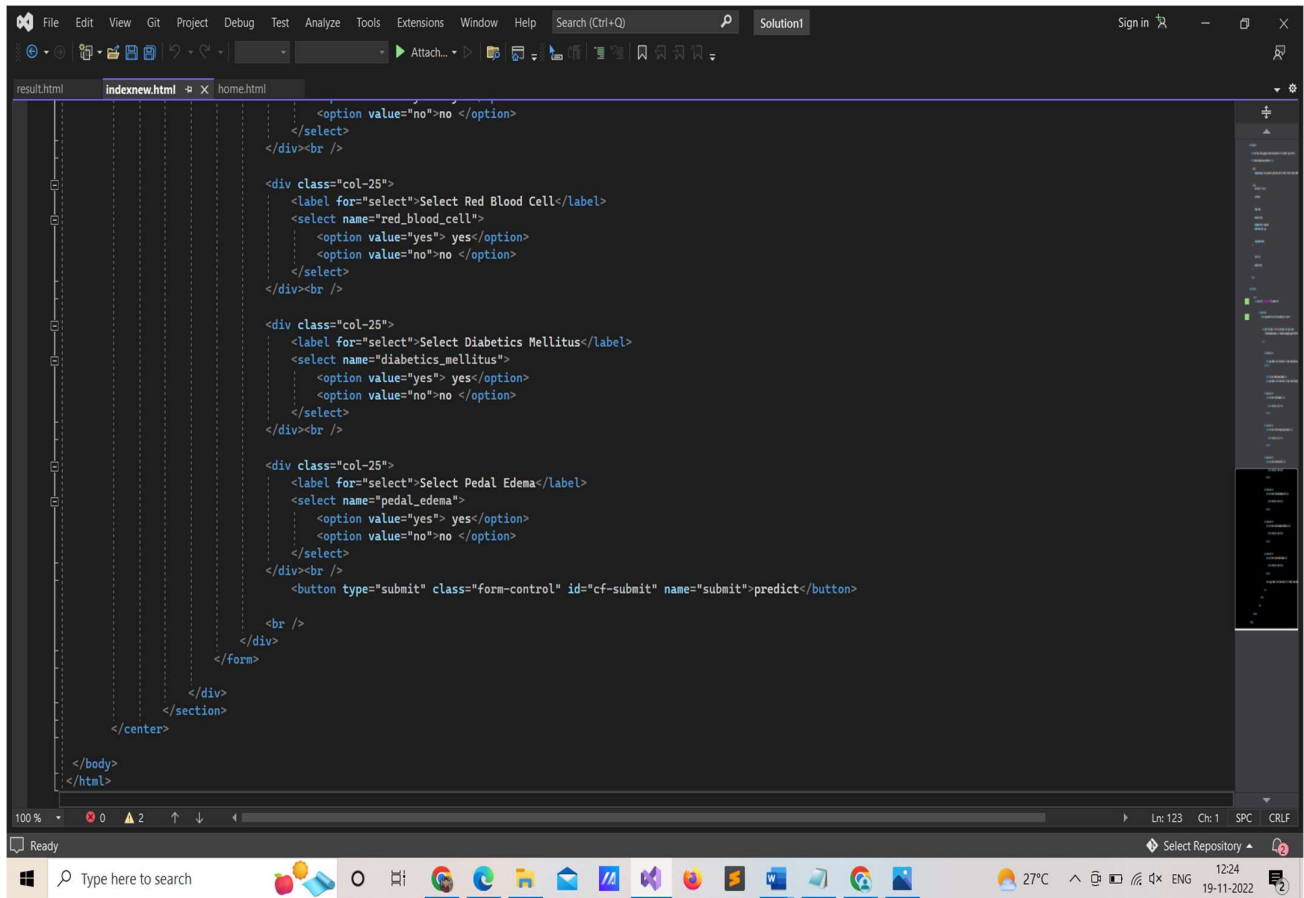 File Edit View Git Project Debug Test Analyze Tools Extensions Window Help Search (Ctrl+Q) Solution1 Sign in
Attach...
result.html indexnew.html home.html
<option value="no">no </option>
</select>
</div><br />
<div class="col-25">
<label for="select">Select Red Blood Cell</label>
<select name="red_blood_cell">
<option value="yes"> yes</option>
<option value="no">no </option>
</select>
</div><br />
<div class="col-25">
<label for="select">Select Diabetics Mellitus</label>
<select name="diabetics_mellitus">
<option value="yes"> yes</option>
<option value="no">no </option>
</select>
</div><br />
<div class="col-25">
<label for="select">Select Pedal Edema</label>
<select name="pedal_edema">
<option value="yes"> yes</option>
<option value="no">no </option>
</select>
</div><br />
<button type="submit" class="form-control" id="cf-submit" name="submit">predict</button>
<br />
</div>
</form>
</div>
</section>
</center>
</body>
</html>
100 % 0 2 Ln: 123 Ch: 1 SPC CRLF
Ready Select Repository 2
Type here to search 27°C ENG 12:24
19-11-2022 2